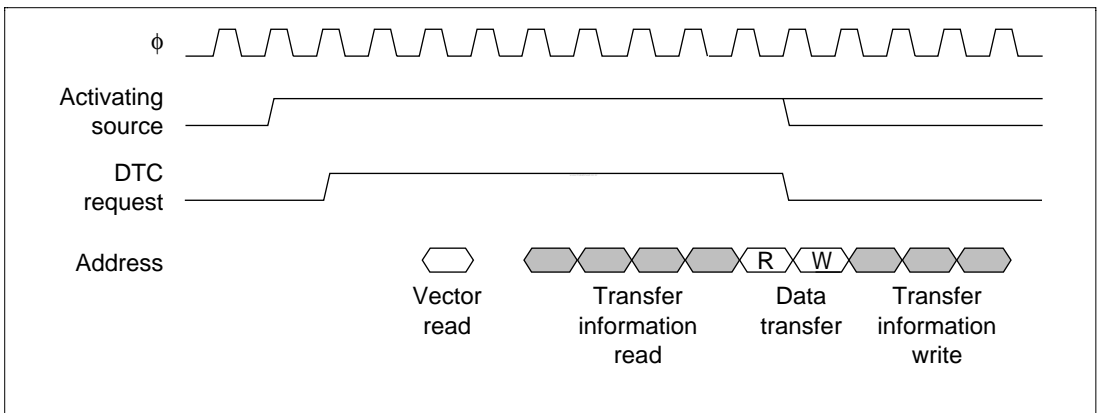 ϕ
Activating
source
DTC
request
Address
R W
Vector
read
Transfer
information
read
Data
transfer
Transfer
information
write